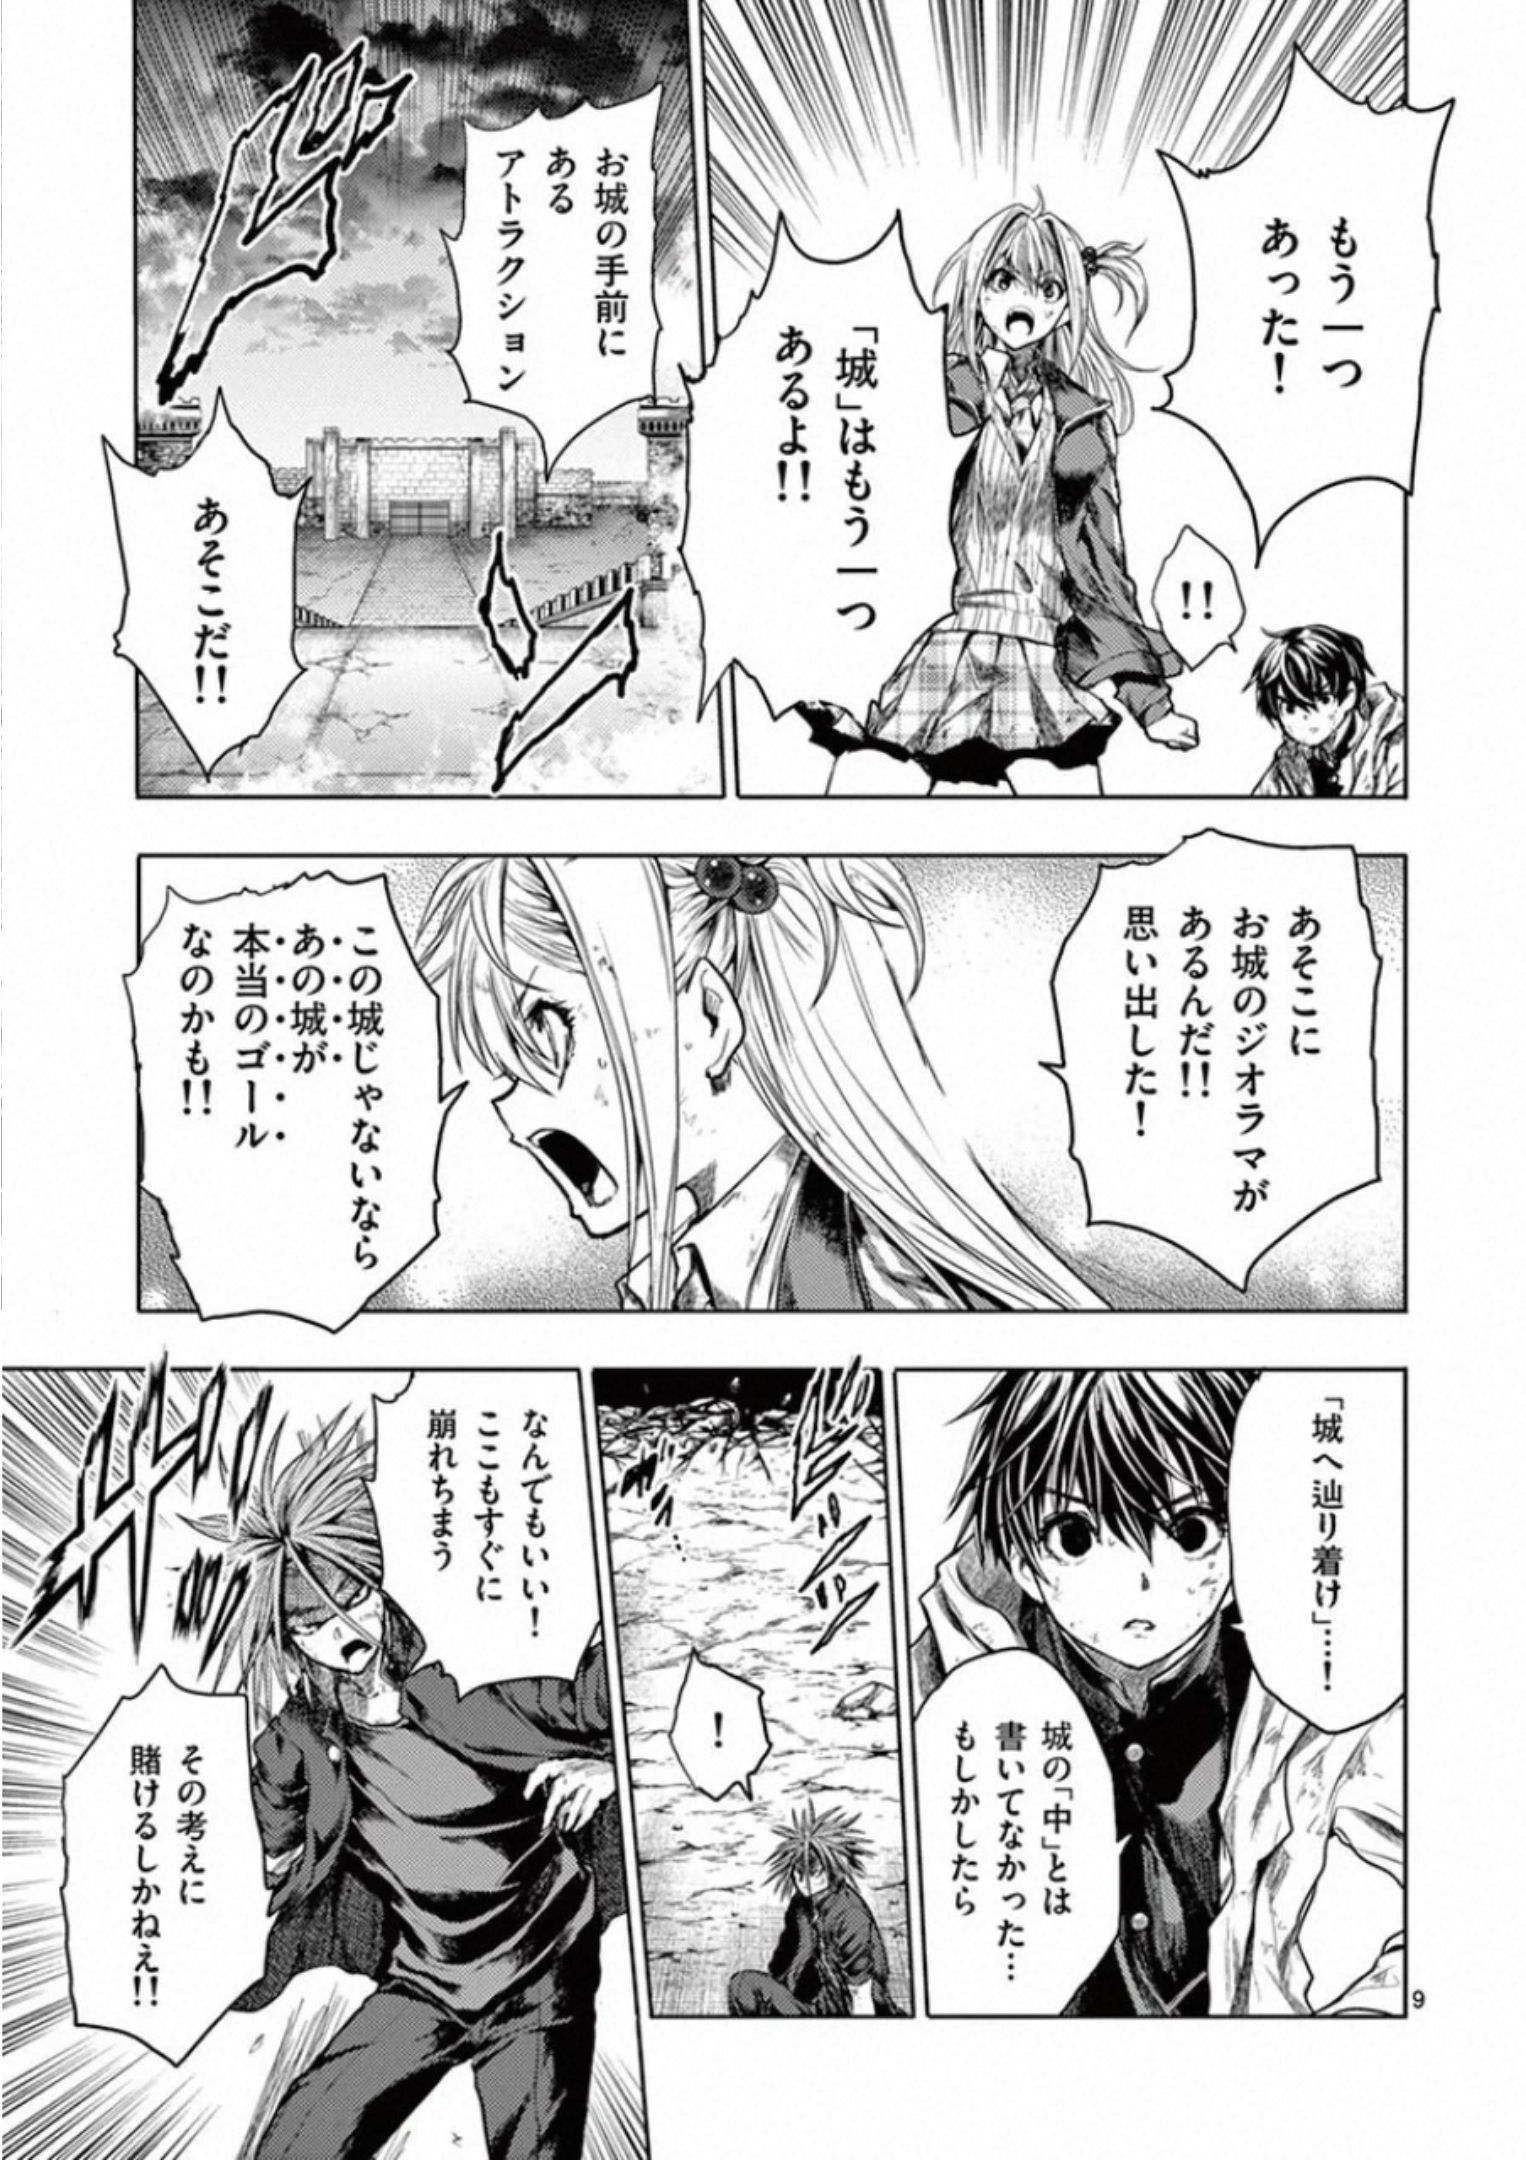 もう一つ
あった！
「城」はもう一つ
あるよ！！
！！
お城の手前に
ある
アトラクション
あそこだ！！
あそこに
お城のジオラマが
あるんだ！！
思い出した！
この城じゃないなら
あの城が
本当のゴール
なのかも！！
「城へ辿り着け」…！
城の「中」とは
書いてなかった…
もしかしたら
！
なんでもいい！
ここもすぐに
崩れちまう
その考えに
賭けるしかねぇ！！
9